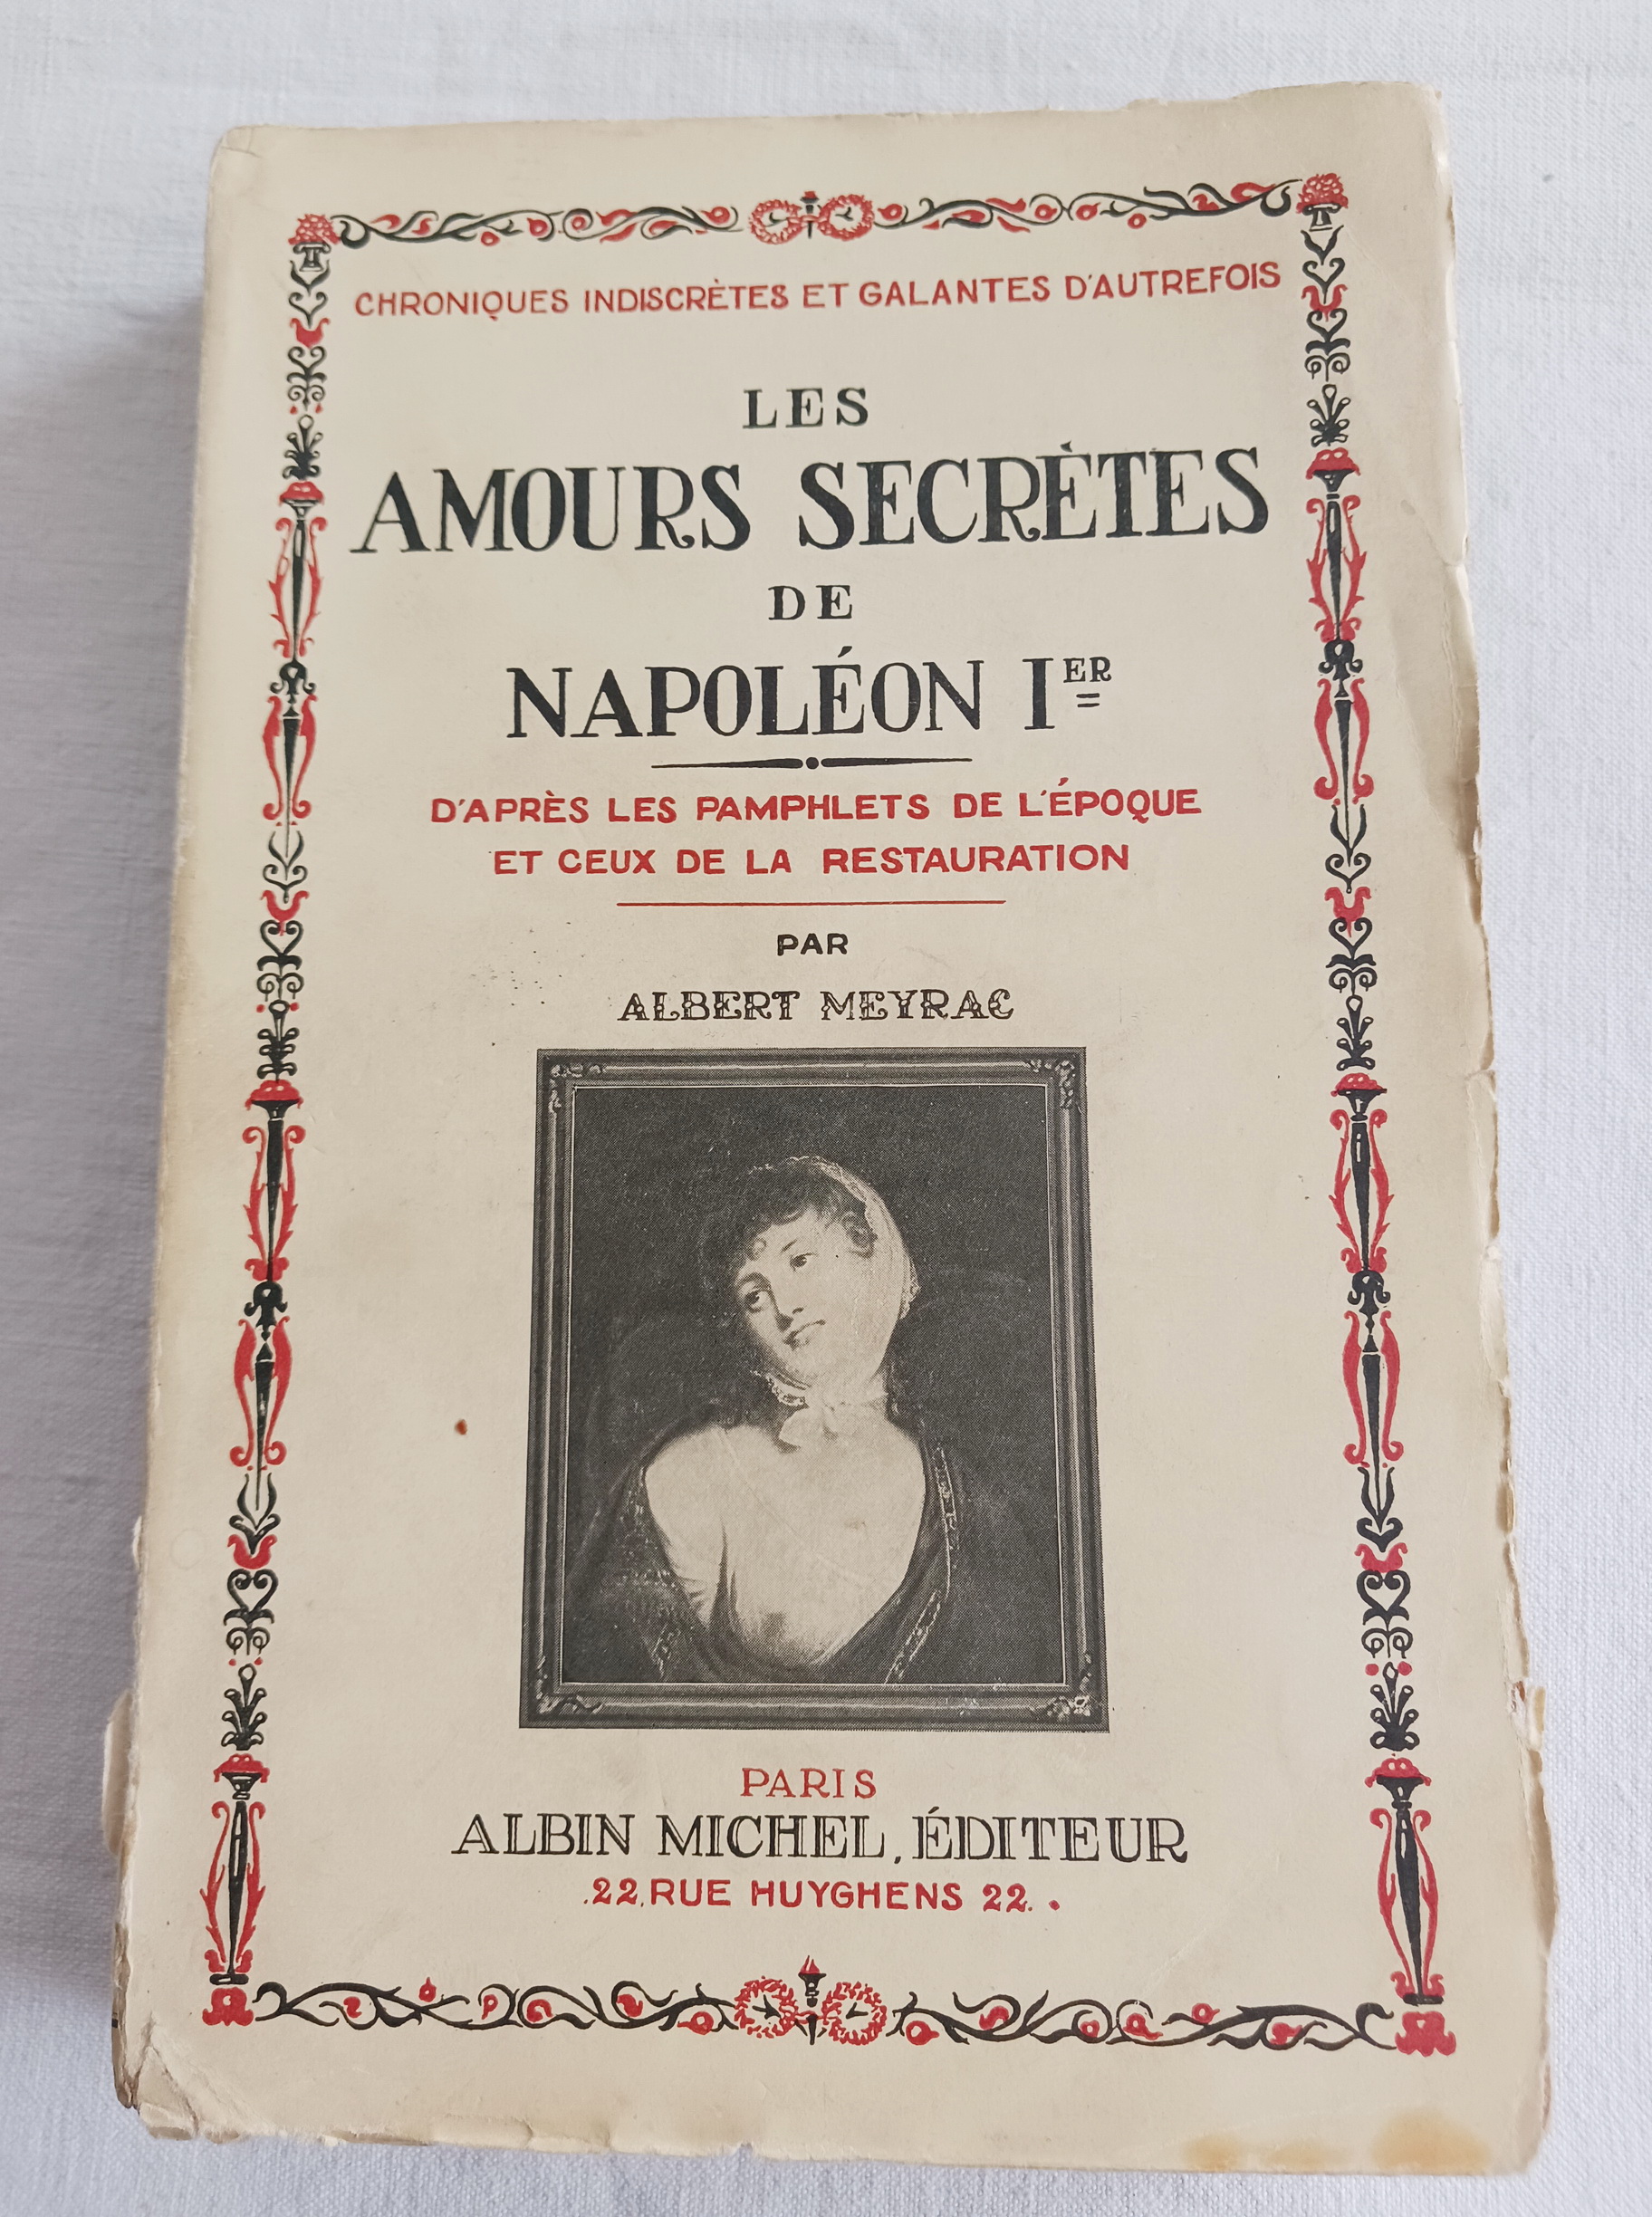 CHRONIQUES INDISCRÈTES ET GALANTES D'AUTREFOIS
LES
AMOURS SECRÈTES
DE
NAPOLÉON IER
D'APRÈS LES PAMPHLETS DE L'ÉPOQUE
ET CEUX DE LA RESTAURATION
PAR
ALBERT MEYRAC
PARIS
ALBIN MICHEL, ÉDITEUR
.22, RUE HUYGHENS 22. .